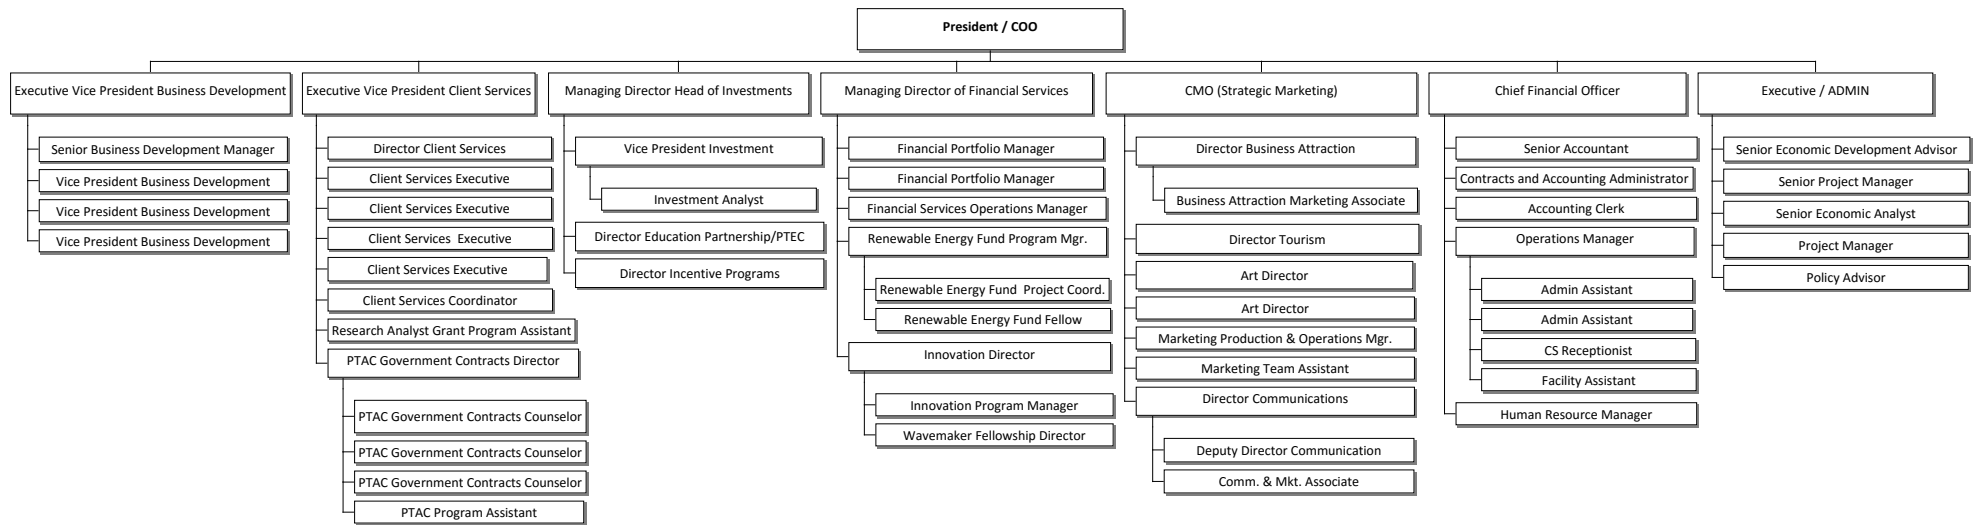 President / COO
Executive Vice President Business Development
Senior Business Development Manager
Vice President Business Development
Vice President Business Development
Vice President Business Development
Executive Vice President Client Services
Director Client Services
Client Services Executive
Client Services Executive
Client Services  Executive
Client Services Executive
Client Services Coordinator
Research Analyst Grant Program Assistant
PTAC Government Contracts Director
PTAC Government Contracts Counselor
PTAC Government Contracts Counselor
PTAC Government Contracts Counselor
PTAC Program Assistant
Managing Director Head of Investments
Vice President Investment
Investment Analyst
Director Education Partnership/PTEC
Director Incentive Programs
Managing Director of Financial Services
Financial Portfolio Manager
Financial Portfolio Manager
Financial Services Operations Manager
Renewable Energy Fund Program Mgr.
Renewable Energy Fund  Project Coord.
Renewable Energy Fund Fellow
Innovation Director
Innovation Program Manager
Wavemaker Fellowship Director
CMO (Strategic Marketing)
Director Business Attraction
Business Attraction Marketing Associate
Director Tourism
Art Director
Art Director
Marketing Production & Operations Mgr.
Marketing Team Assistant
Director Communications
Deputy Director Communication
Comm. & Mkt. Associate
Chief Financial Officer
Senior Accountant
Contracts and Accounting Administrator
Accounting Clerk
Operations Manager
Admin Assistant
Admin Assistant
CS Receptionist
Facility Assistant
Human Resource Manager
Executive / ADMIN
Senior Economic Development Advisor
Senior Project Manager
Senior Economic Analyst
Project Manager
Policy Advisor